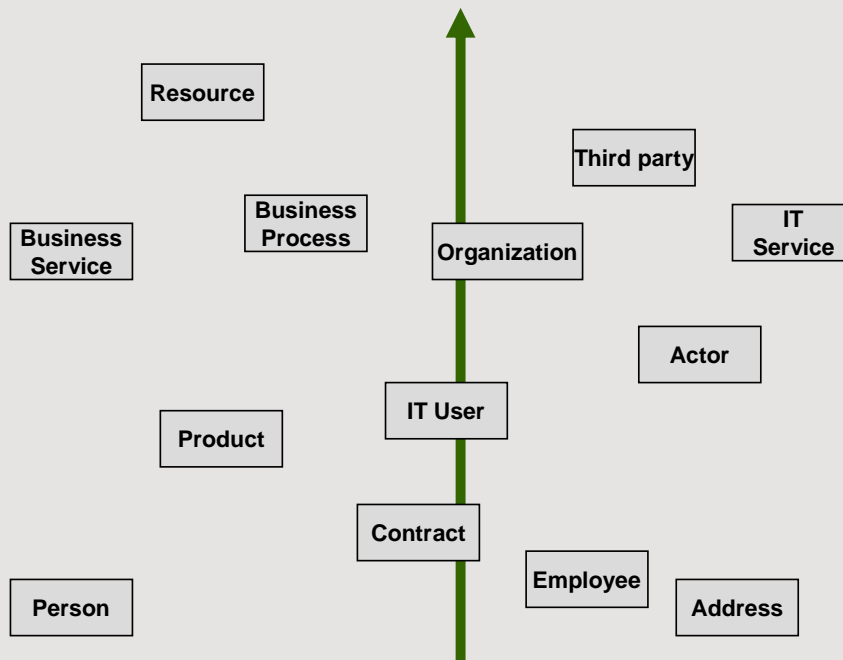 Resource
Third party
Business
Process
IT
Service
Business
Service
Organization
Actor
IT User
Product
Contract
Employee
Person
Address